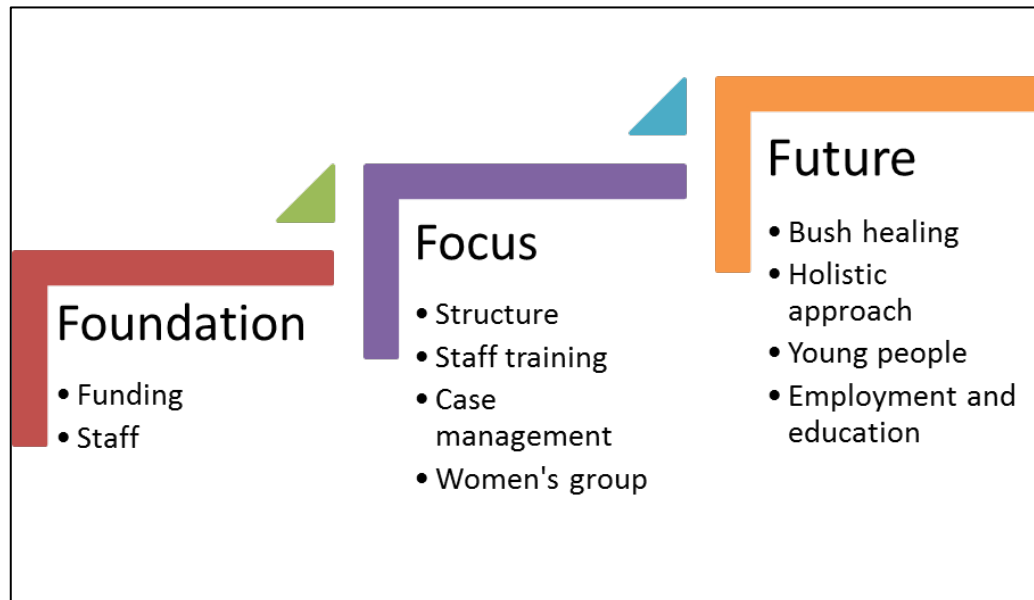 Foundation
• Funding
• Staff
Focus
• Structure
• Staff training
• Case
management
• Women's group
Future
• Bush healing
• Holistic
approach
• Young people
• Employment and
education